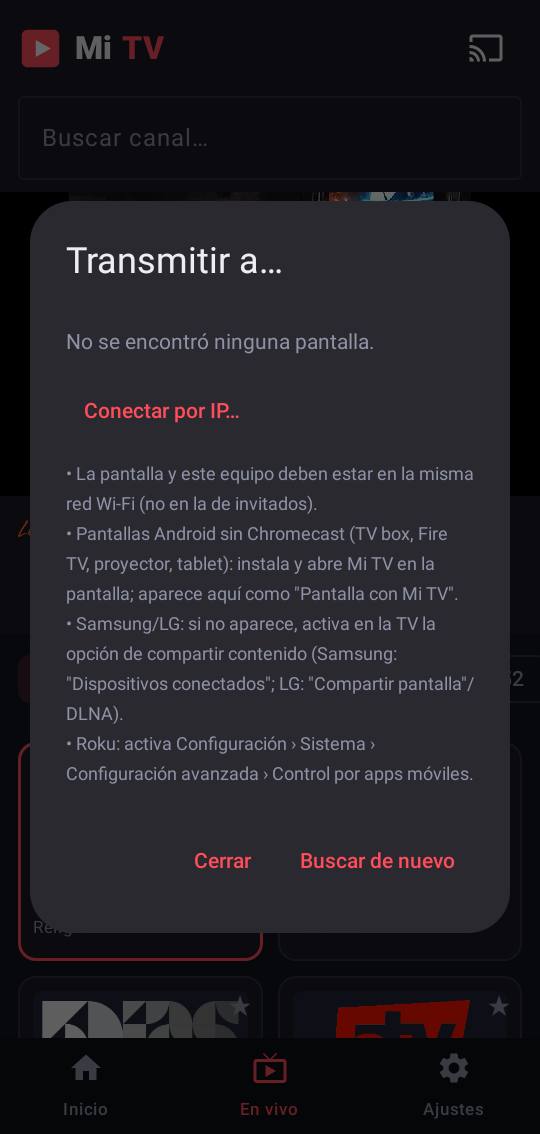 Mi TV
Buscar canal...
Transmitir a...
No se encontró ninguna pantalla.
Conectar por IP...
• La pantalla y este equipo deben estar en la misma
red Wi-Fi (no en la de invitados).
• Pantallas Android sin Chromecast (TV box, Fire
TV, proyector, tablet): instala y abre Mi TV en la
pantalla; aparece aquí como "Pantalla con Mi TV".
• Samsung/LG: si no aparece, activa en la TV la
opción de compartir contenido (Samsung:
"Dispositivos conectados"; LG: "Compartir pantalla"/
DLNA).
• Roku: activa Configuración › Sistema ›
Configuración avanzada › Control por apps móviles.
Cerrar
Buscar de nuevo
Inicio
En vivo
Ajustes